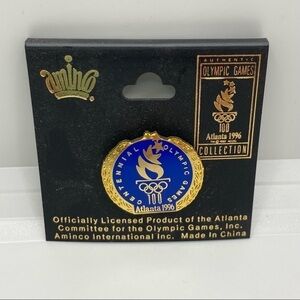 aminco
AUTHENTIC
OLYMPIC GAMES
100
Atlanta 1996
COLLECTION
CENTENNIAL OLYMPIC GAMES
100
Atlanta 1996
Officially Licensed Product of the Atlanta
Committee for the Olympic Games, Inc.
Aminco International Inc. Made In China